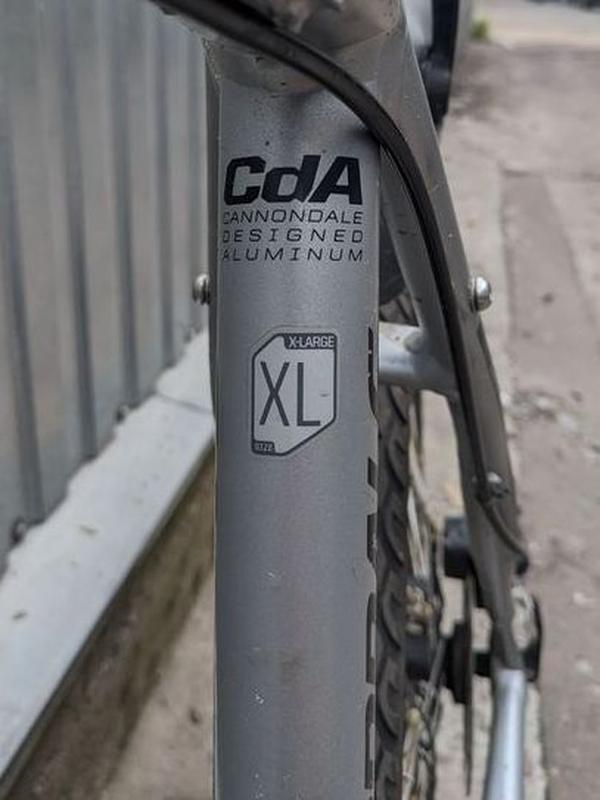 CdA
CANNONDALE
DESIGNED
ALUMINUM
X-LARGE
XL
SIZE